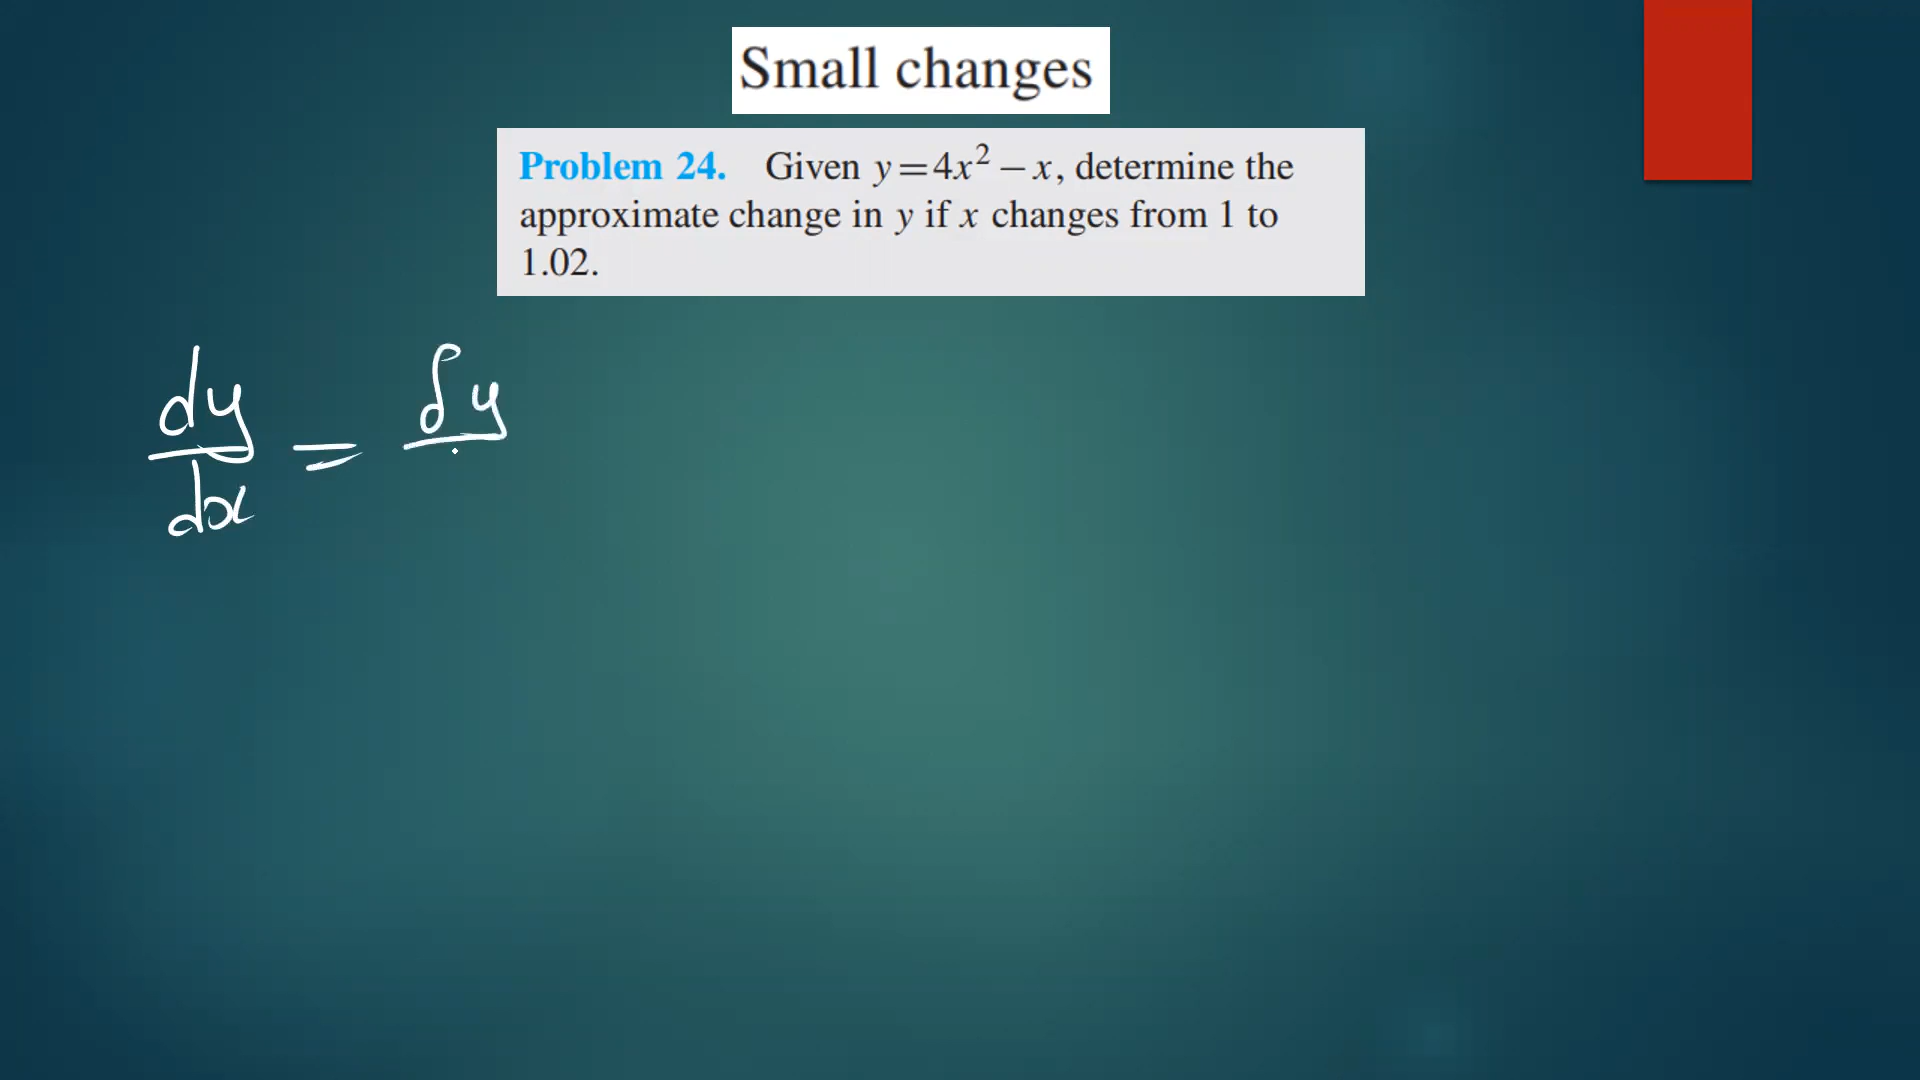 Small changes
Problem 24. Given y=4x² – x, determine the
approximate change in y if x changes from 1 to
1.02.
dy/dx = δy/